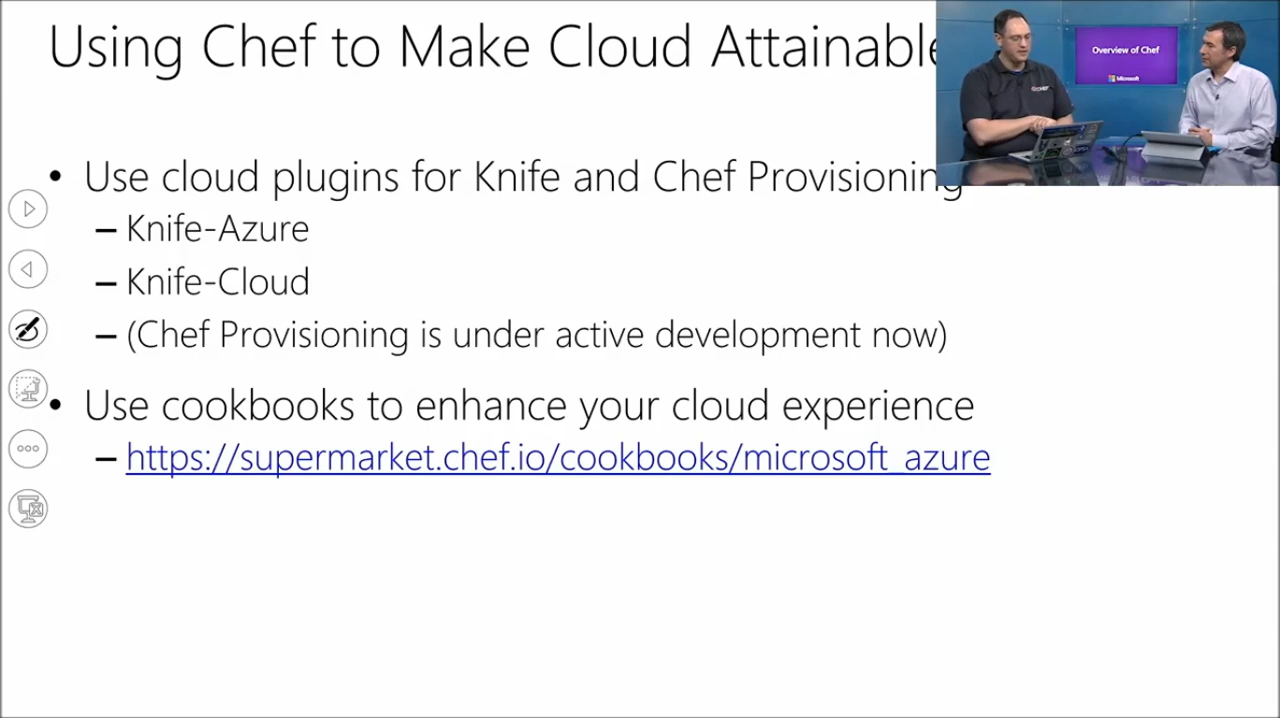 Using Chef to Make Cloud Attainable
Overview of Chef
Microsoft
• Use cloud plugins for Knife and Chef Provisioning
– Knife-Azure
– Knife-Cloud
– (Chef Provisioning is under active development now)
• Use cookbooks to enhance your cloud experience
– https://supermarket.chef.io/cookbooks/microsoft_azure